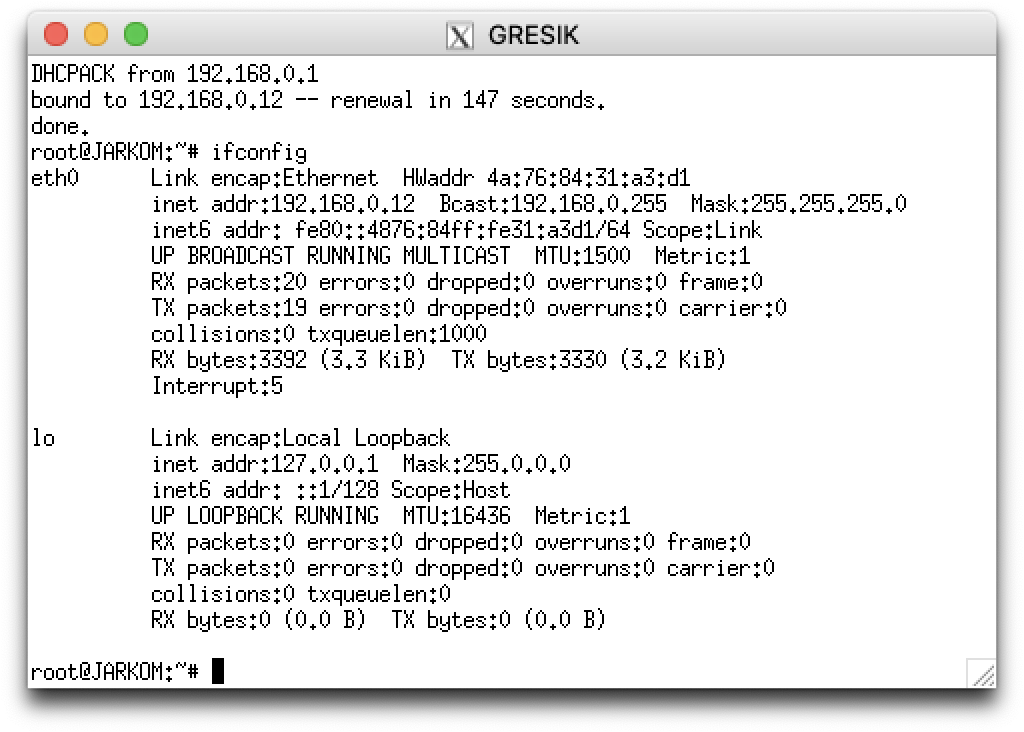 GRESIK
DHCPACK from 192.168.0.1
bound to 192.168.0.12 -- renewal in 147 seconds.
done.
root@JARKOM:~# ifconfig
eth0      Link encap:Ethernet  HWaddr 4a:76:84:31:a3:d1
          inet addr:192.168.0.12  Bcast:192.168.0.255  Mask:255.255.255.0
          inet6 addr: fe80::4876:84ff:fe31:a3d1/64 Scope:Link
          UP BROADCAST RUNNING MULTICAST  MTU:1500  Metric:1
          RX packets:20 errors:0 dropped:0 overruns:0 frame:0
          TX packets:19 errors:0 dropped:0 overruns:0 carrier:0
          collisions:0 txqueuelen:1000
          RX bytes:3392 (3.3 KiB)  TX bytes:3330 (3.2 KiB)
          Interrupt:5
lo        Link encap:Local Loopback
          inet addr:127.0.0.1  Mask:255.0.0.0
          inet6 addr: ::1/128 Scope:Host
          UP LOOPBACK RUNNING  MTU:16436  Metric:1
          RX packets:0 errors:0 dropped:0 overruns:0 frame:0
          TX packets:0 errors:0 dropped:0 overruns:0 carrier:0
          collisions:0 txqueuelen:0
          RX bytes:0 (0.0 B)  TX bytes:0 (0.0 B)
root@JARKOM:~#